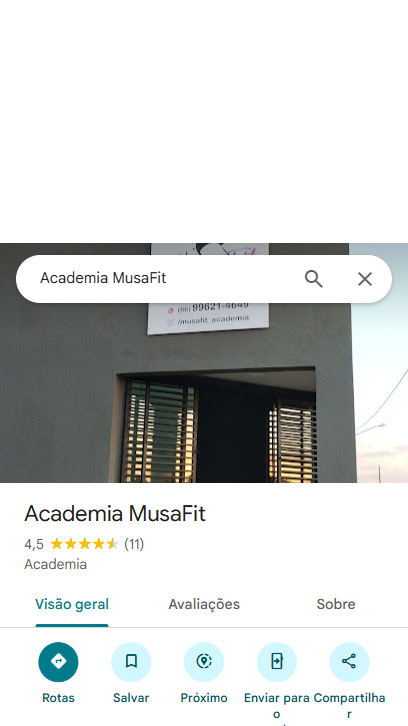 Academia MusaFit
(66) 99621-4649
/musafit_academia
Academia MusaFit
4,5 (11)
Academia
Visão geral Avaliações Sobre
Rotas Salvar Próximo Enviar para o Compartilhar